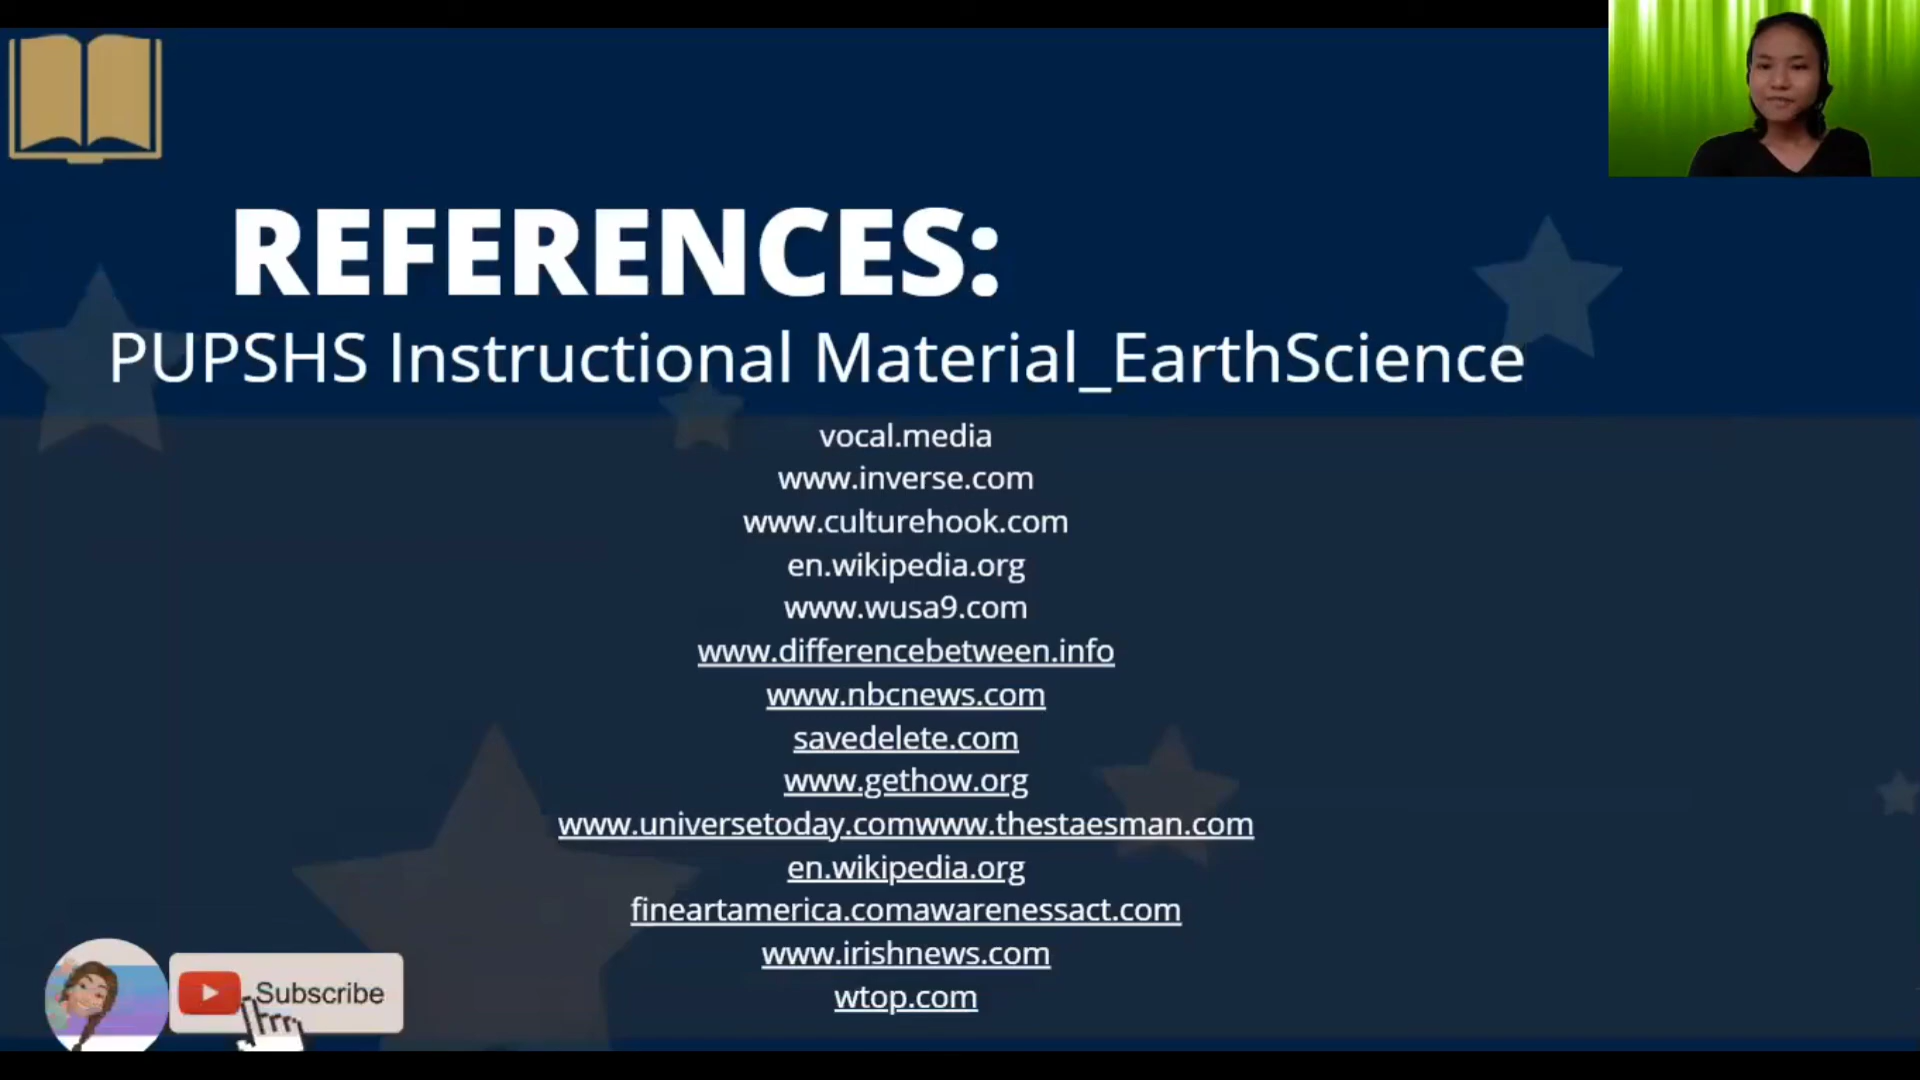 REFERENCES:
PUPSHS Instructional Material_EarthScience
vocal.media
www.inverse.com
www.culturehook.com
en.wikipedia.org
www.wusa9.com
www.differencebetween.info
www.nbcnews.com
savedelete.com
www.gethow.org
www.universetoday.comwww.thestaesman.com
en.wikipedia.org
fineartamerica.comawarenessact.com
www.irishnews.com
wtop.com
Subscribe